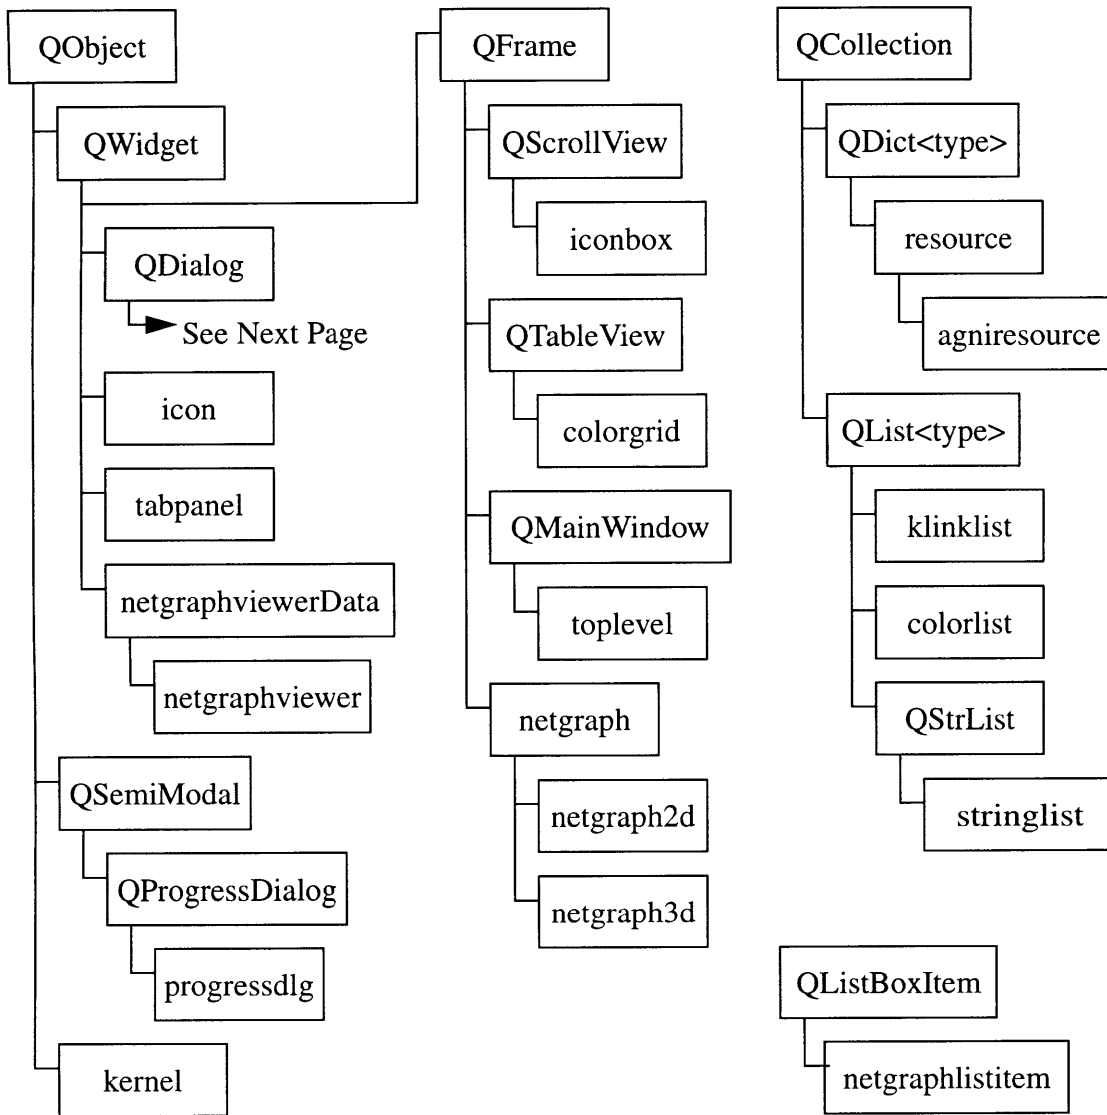 QObject
QWidget
QDialog
See Next Page
icon
tabpanel
netgraphviewerData
netgraphviewer
QSemiModal
QProgressDialog
progressdlg
kernel
QFrame
QScrollView
iconbox
QTableView
colorgrid
QMainWindow
toplevel
netgraph
netgraph2d
netgraph3d
QCollection
QDict<type>
resource
agniresource
QList<type>
klinklist
colorlist
QStrList
stringlist
QListBoxItem
netgraphlistitem